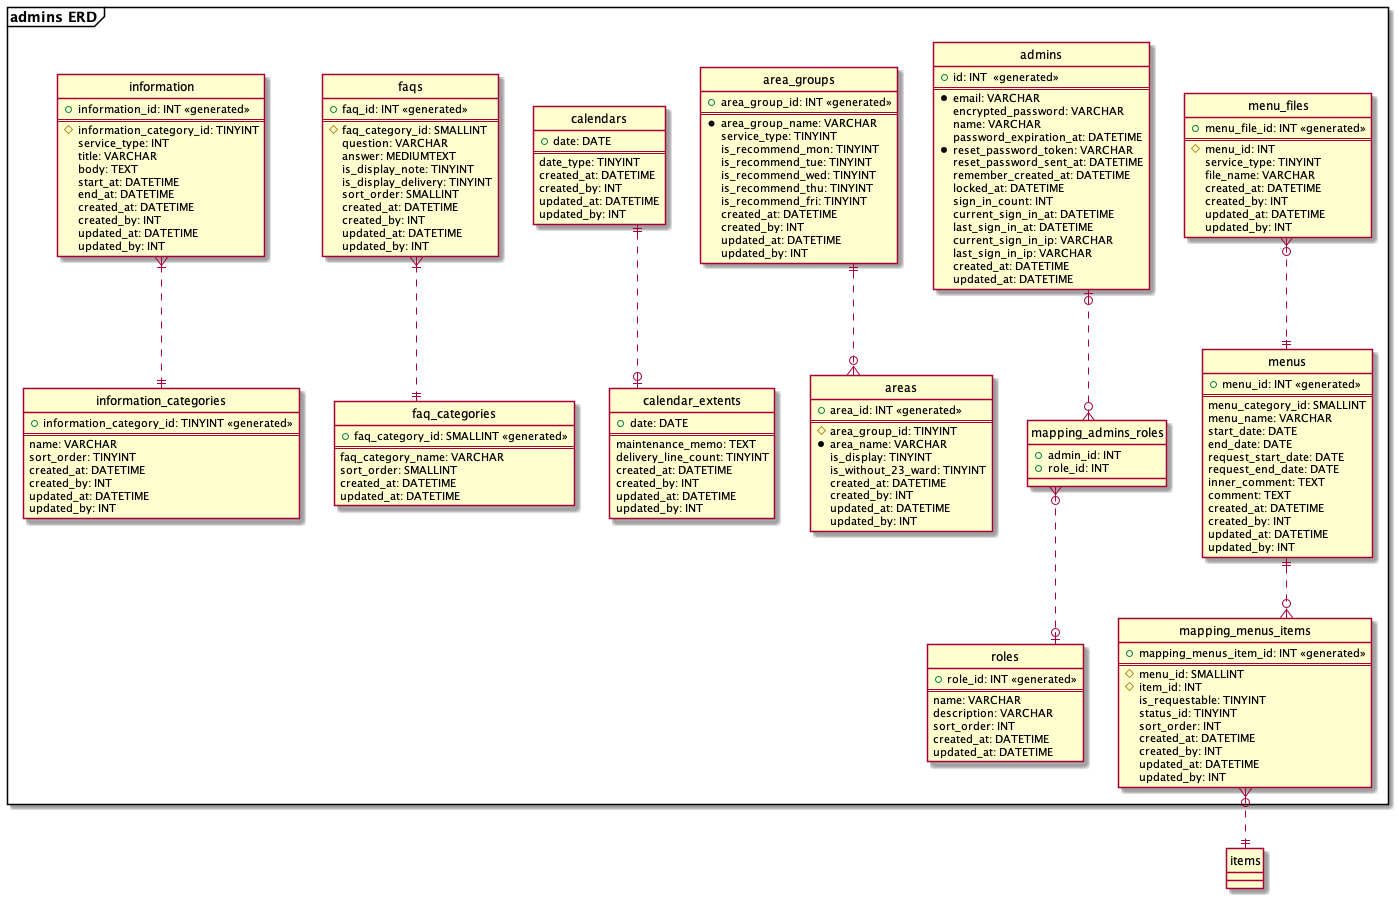 admins ERD
information
information_id: INT «generated»
information_category_id: TINYINT
service_type: INT
title: VARCHAR
body: TEXT
start_at: DATETIME
end_at: DATETIME
created_at: DATETIME
created_by: INT
updated_at: DATETIME
updated_by: INT
faqs
faq_id: INT «generated»
faq_category_id: SMALLINT
question: VARCHAR
answer: MEDIUMTEXT
is_display_note: TINYINT
is_display_delivery: TINYINT
sort_order: SMALLINT
created_at: DATETIME
created_by: INT
updated_at: DATETIME
updated_by: INT
calendars
date: DATE
date_type: TINYINT
created_at: DATETIME
created_by: INT
updated_at: DATETIME
updated_by: INT
area_groups
area_group_id: INT «generated»
area_group_name: VARCHAR
service_type: TINYINT
is_recommend_mon: TINYINT
is_recommend_tue: TINYINT
is_recommend_wed: TINYINT
is_recommend_thu: TINYINT
is_recommend_fri: TINYINT
created_at: DATETIME
created_by: INT
updated_at: DATETIME
updated_by: INT
admins
id: INT «generated»
email: VARCHAR
encrypted_password: VARCHAR
name: VARCHAR
password_expiration_at: DATETIME
reset_password_token: VARCHAR
reset_password_sent_at: DATETIME
remember_created_at: DATETIME
locked_at: DATETIME
sign_in_count: INT
current_sign_in_at: DATETIME
last_sign_in_at: DATETIME
current_sign_in_ip: VARCHAR
last_sign_in_ip: VARCHAR
created_at: DATETIME
updated_at: DATETIME
menu_files
menu_file_id: INT «generated»
menu_id: INT
service_type: TINYINT
file_name: VARCHAR
created_at: DATETIME
created_by: INT
updated_at: DATETIME
updated_by: INT
information_categories
information_category_id: TINYINT «generated»
name: VARCHAR
sort_order: TINYINT
created_at: DATETIME
created_by: INT
updated_at: DATETIME
updated_by: INT
faq_categories
faq_category_id: SMALLINT «generated»
faq_category_name: VARCHAR
sort_order: SMALLINT
created_at: DATETIME
updated_at: DATETIME
calendar_extents
date: DATE
maintenance_memo: TEXT
delivery_line_count: TINYINT
created_at: DATETIME
created_by: INT
updated_at: DATETIME
updated_by: INT
areas
area_id: INT «generated»
area_group_id: TINYINT
area_name: VARCHAR
is_display: TINYINT
is_without_23_ward: TINYINT
created_at: DATETIME
created_by: INT
updated_at: DATETIME
updated_by: INT
mapping_admins_roles
admin_id: INT
role_id: INT
menus
menu_id: INT «generated»
menu_category_id: SMALLINT
menu_name: VARCHAR
start_date: DATE
end_date: DATE
request_start_date: DATE
request_end_date: DATE
inner_comment: TEXT
comment: TEXT
created_at: DATETIME
created_by: INT
updated_at: DATETIME
updated_by: INT
roles
role_id: INT «generated»
name: VARCHAR
description: VARCHAR
sort_order: INT
created_at: DATETIME
updated_at: DATETIME
mapping_menus_items
mapping_menus_item_id: INT «generated»
menu_id: SMALLINT
item_id: INT
is_requestable: TINYINT
status_id: TINYINT
sort_order: INT
created_at: DATETIME
created_by: INT
updated_at: DATETIME
updated_by: INT
items